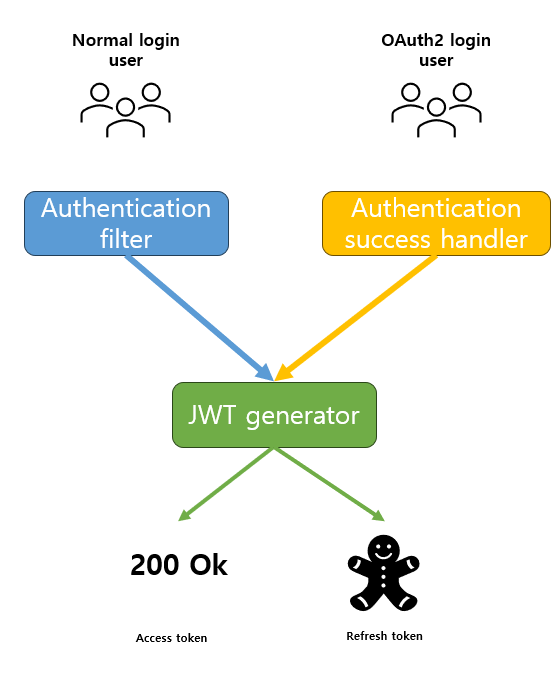 Normal login
user
OAuth2 login
user
Authentication
filter
Authentication
success handler
JWT generator
200 Ok
Access token
Refresh token